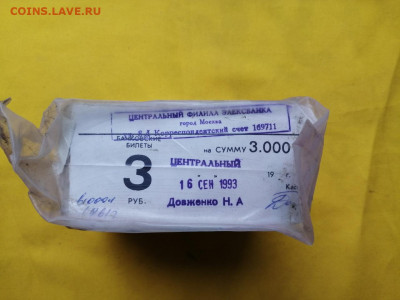 COINS.LAVE.RU
ЦЕНТРАЛЬНЫЙ ФИЛИАЛ
город Москва
Корреспондентский счет 169711
БАНКОВСКИЕ
БИЛЕТЫ
на СУММУ 3.000
3
РУБ.
ЦЕНТРАЛЬНЫЙ
16 СЕН 1993
Довженко Н. А